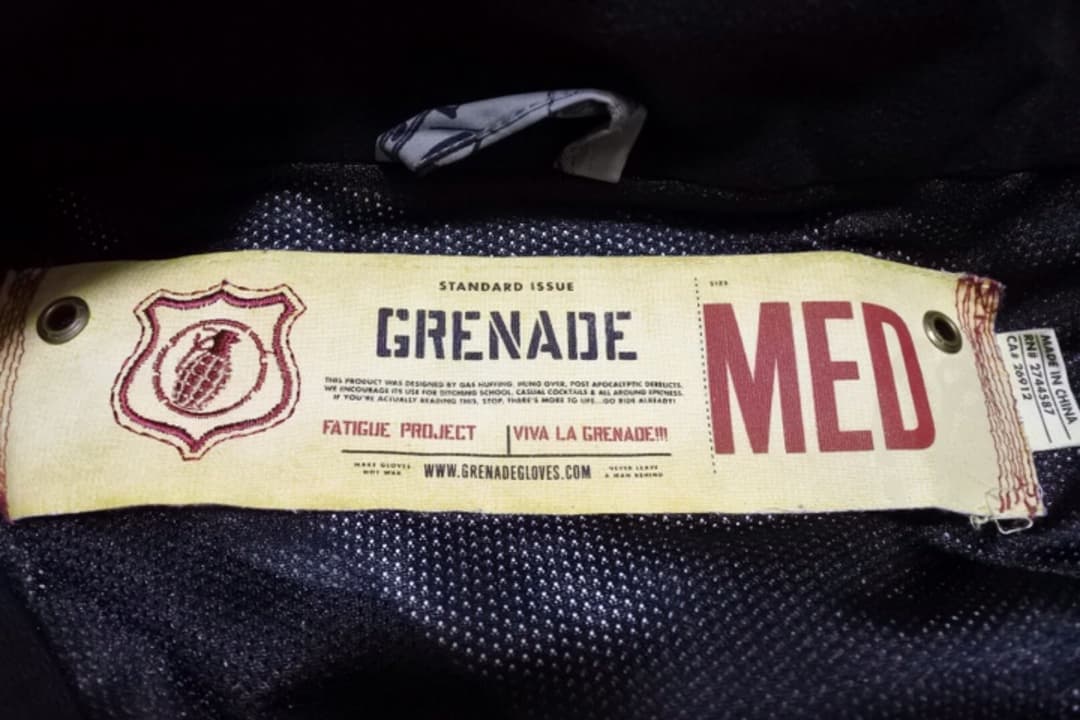 STANDARD ISSUE
GRENADE
THIS PRODUCT WAS DESIGNED BY GAS HUFFING, HUNG OVER, POST APOCALYPTIC DERELICTS.
WE ENCOURAGE ITS USE FOR DITCHING SCHOOL, CASUAL COCKTAILS & ALL AROUND EPICNESS.
IF YOU'RE ACTUALLY READING THIS, STOP. THERE'S MORE TO LIFE...GO RIDE ALREADY!
FATIGUE PROJECT
VIVA LA GRENADE!!!
MAKE GLOVES
NOT WAR
WWW.GRENADEGLOVES.COM
NEVER LEAVE
A MAN BEHIND
SIZE
MED
MADE IN CHINA
RN# 2744587
CA# 26912